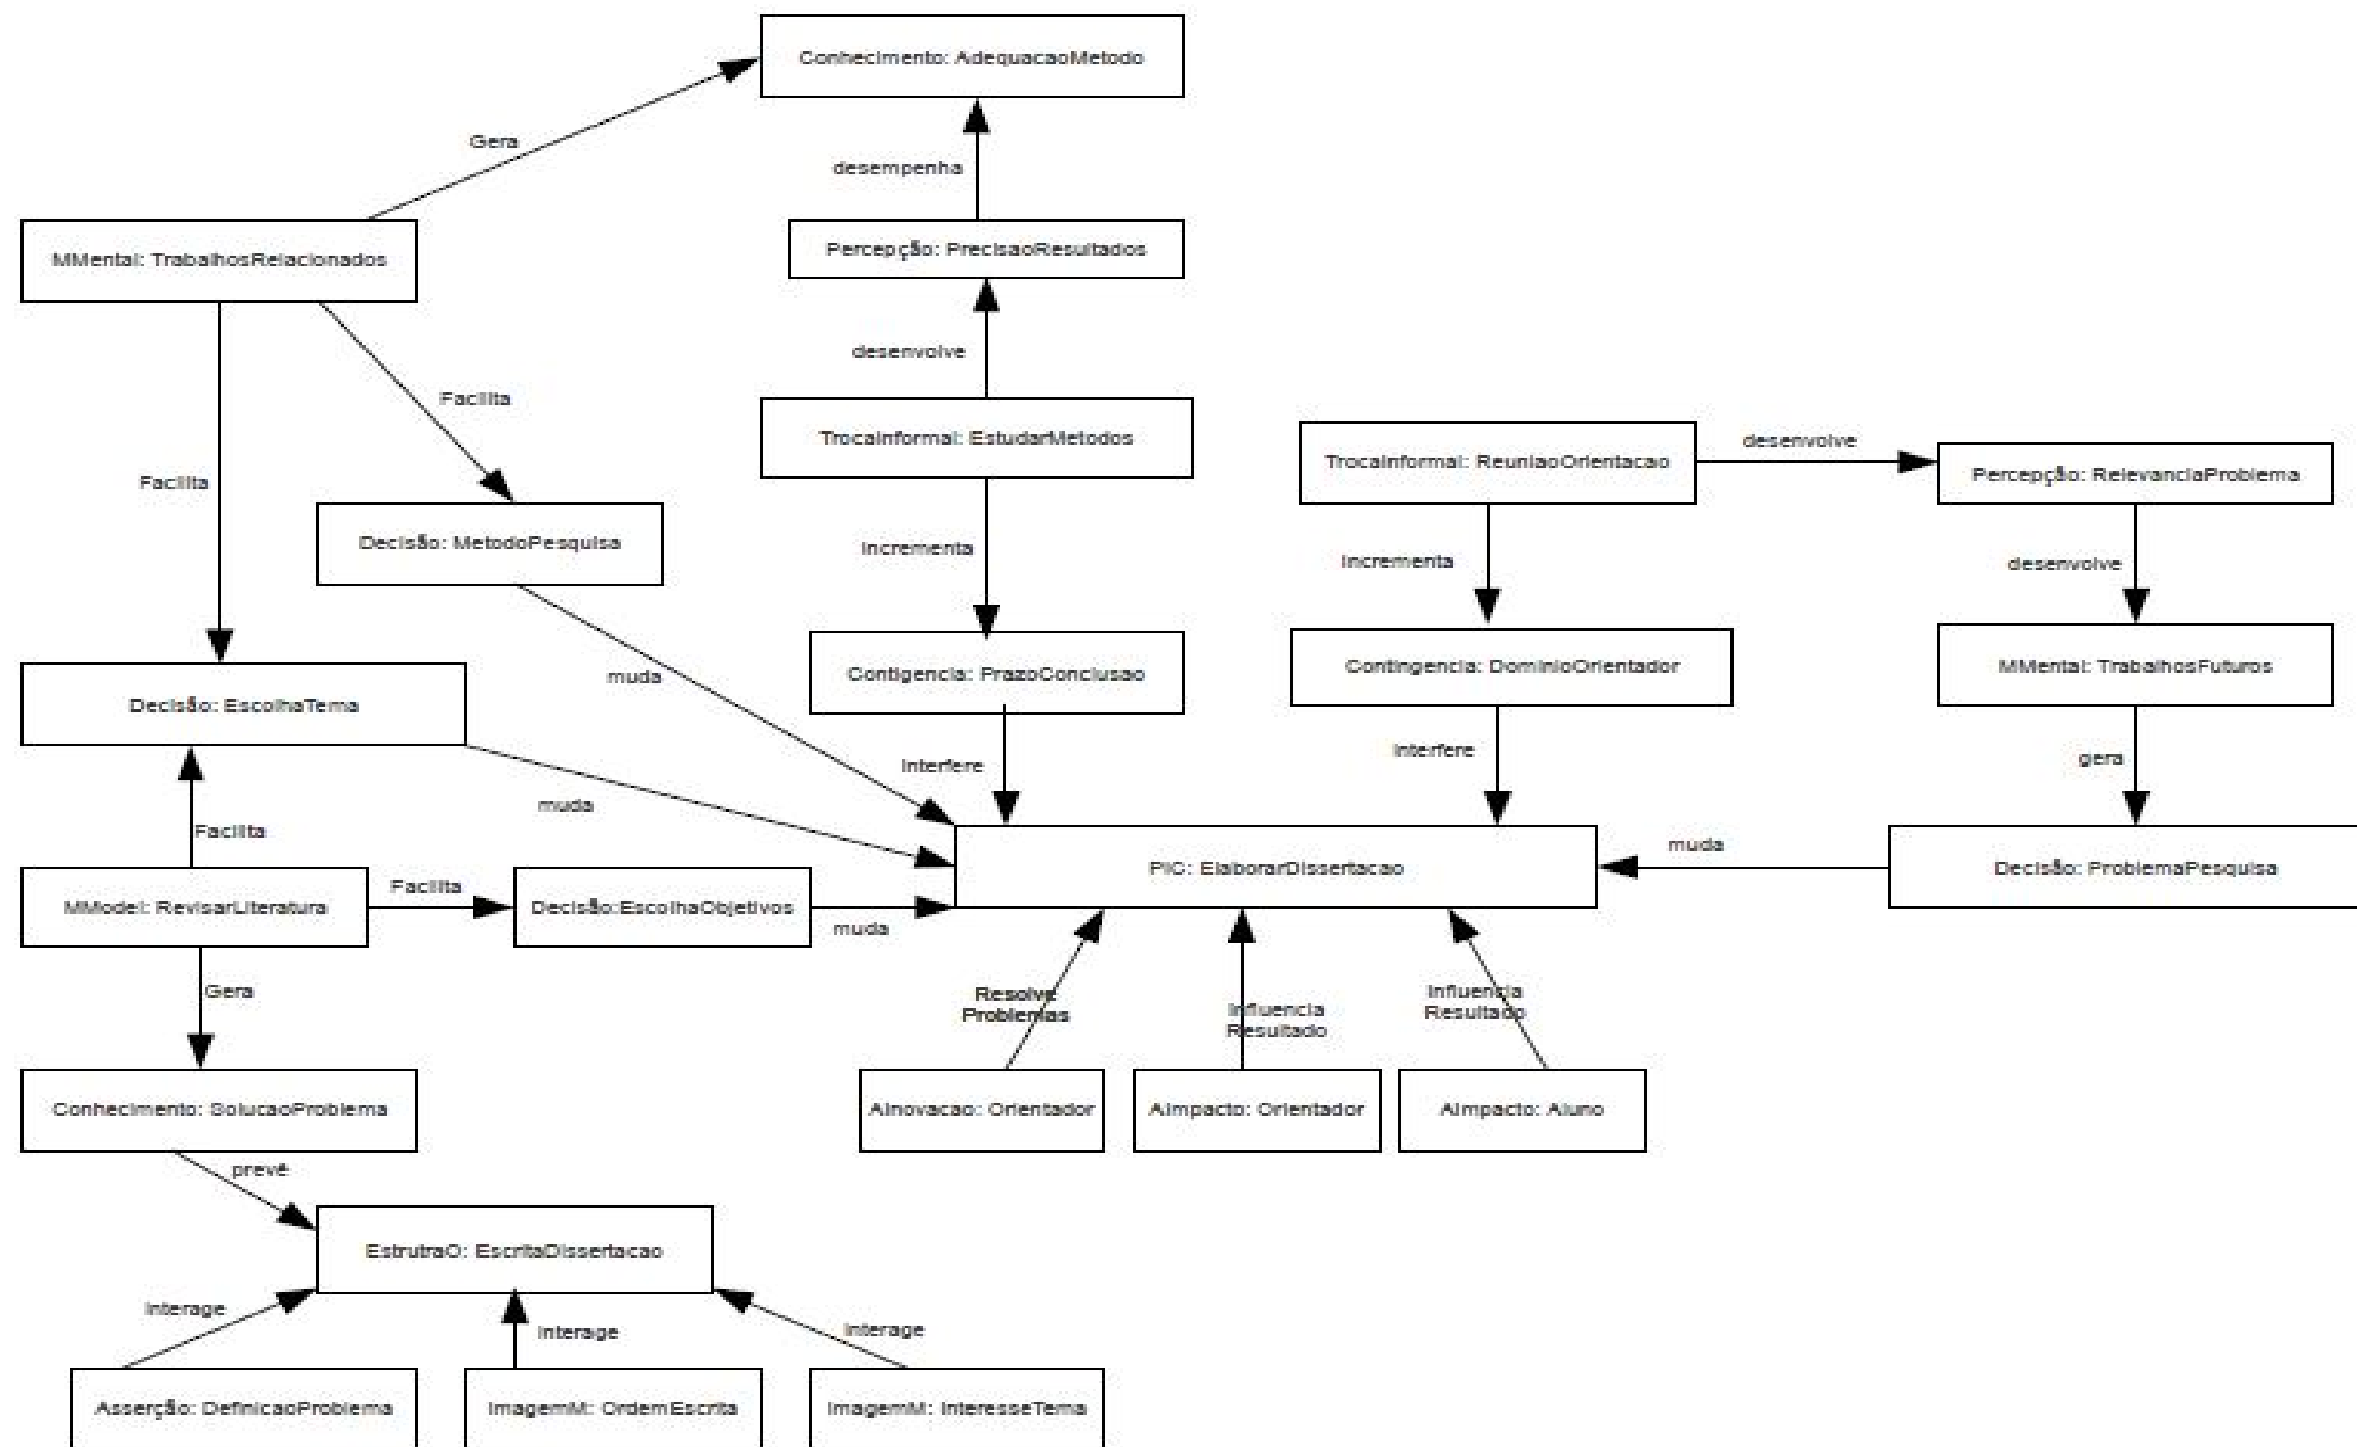 Conhecimento: AdequacaoMetodo
Gera
desempenha
MMental: TrabalhosRelacionados
Percepção: PrecisaoResultados
desenvolve
Facilita
TrocaInformal: EstudarMetodos
TrocaInformal: ReuniaoOrientacao
desenvolve
Percepção: RelevanciaProblema
Facilita
Decisão: MetodoPesquisa
Incrementa
Incrementa
desenvolve
muda
Contigencia: PrazoConclusao
Contingencia: DominioOrientador
MMental: TrabalhosFuturos
Decisão: EscolhaTema
Interfere
Interfere
gera
muda
Facilita
muda
PIC: ElaborarDissertacao
Decisão: ProblemaPesquisa
MModel: RevisarLiteratura
Facilita
Decisão:EscolhaObjetivos
muda
Gera
Resolve
Problemas
Influencia
Resultado
Influencia
Resultado
Conhecimento: SolucaoProblema
AInovacao: Orientador
AImpacto: Orientador
AImpacto: Aluno
prevê
EstrutraO: EscritaDissertacao
Interage
Interage
Interage
Asserção: DefinicaoProblema
ImagemM: OrdemEscrita
ImagemM: InteresseTema